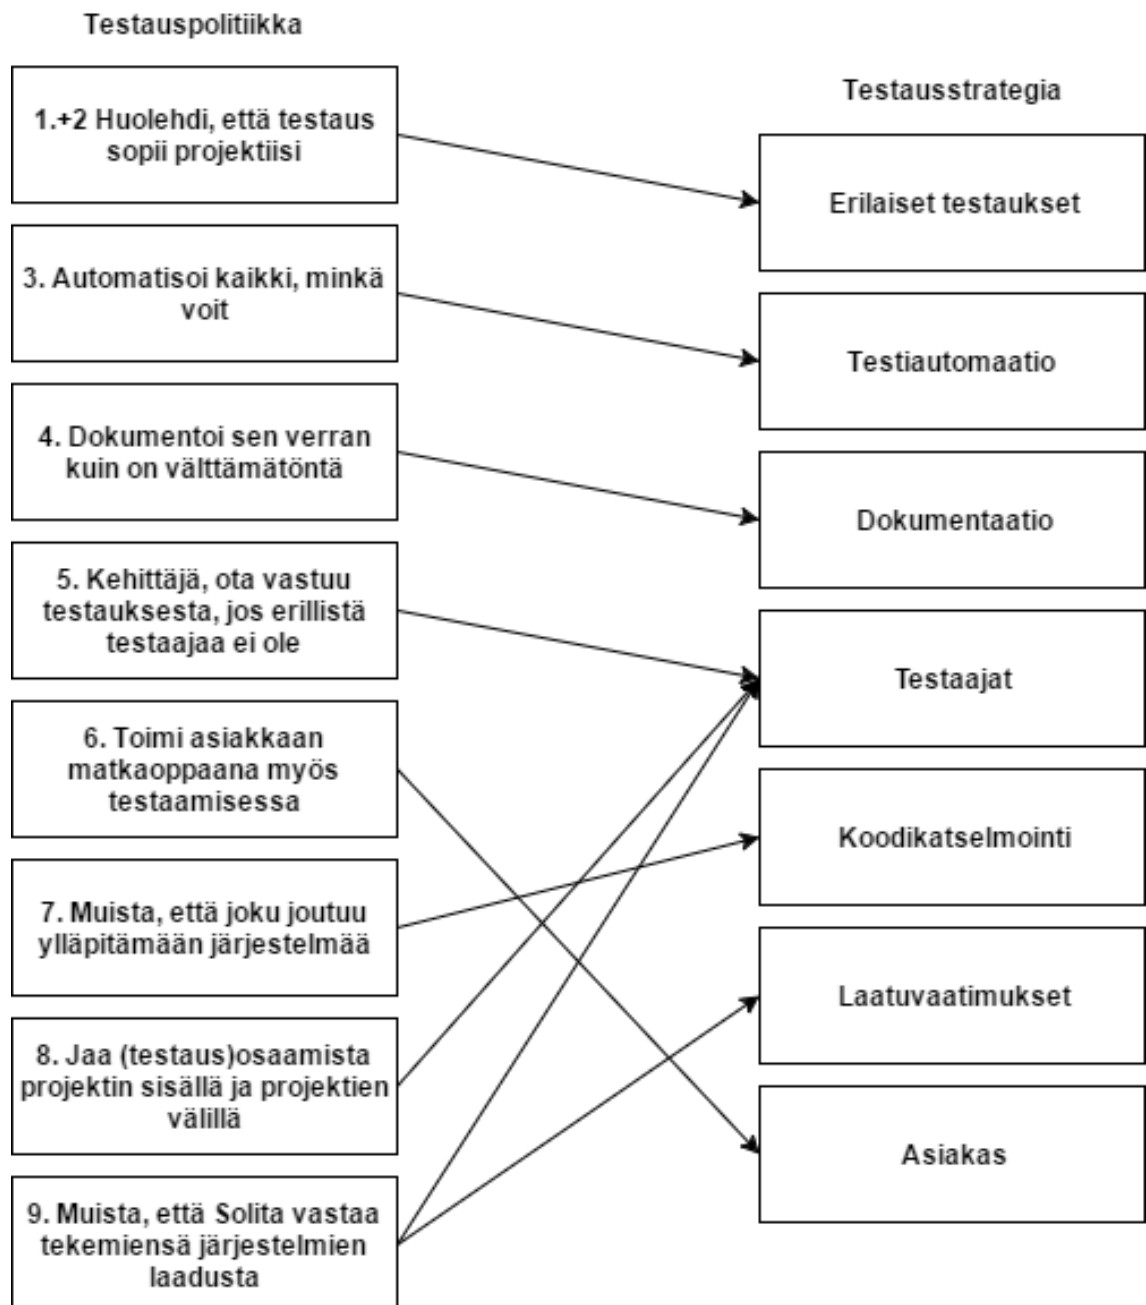 Testauspolitiikka
1.+2 Huolehdi, että testaus
sopii projektiisi
3. Automatisoi kaikki, minkä
voit
4. Dokumentoi sen verran
kuin on välttämätöntä
5. Kehittäjä, ota vastuu
testauksesta, jos erillistä
testaajaa ei ole
6. Toimi asiakkaan
matkaoppaana myös
testaamisessa
7. Muista, että joku joutuu
ylläpitämään järjestelmää
8. Jaa (testaus)osaamista
projektin sisällä ja projektien
välillä
9. Muista, että Solita vastaa
tekemiensä järjestelmien
laadusta
Testausstrategia
Erilaiset testaukset
Testiautomaatio
Dokumentaatio
Testaajat
Koodikatselmointi
Laatuvaatimukset
Asiakas